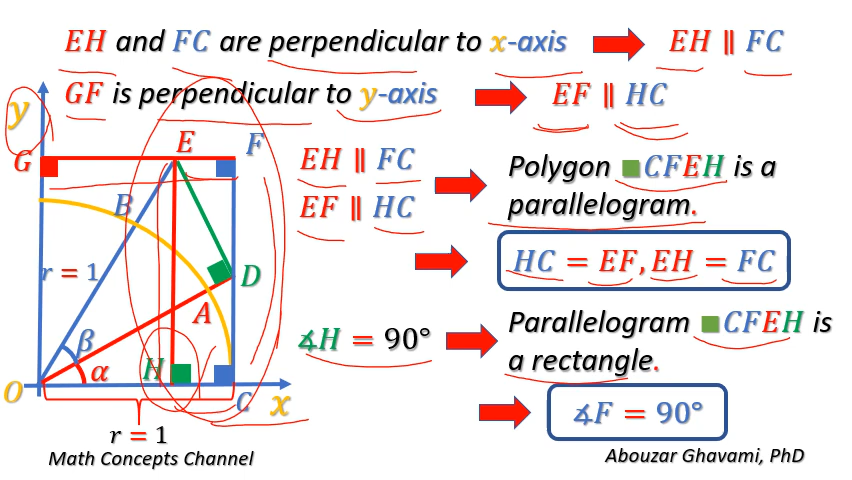 EH and FC are perpendicular to x-axis EH ∥ FC
GF is perpendicular to y-axis EF ∥ HC
y
G
E
F
B
r = 1
D
A
β
α
H
O
C
x
r = 1
EH ∥ FC
EF ∥ HC
Polygon ■CFEH is a
parallelogram.
HC = EF, EH = FC
∡H = 90°
Parallelogram ■CFEH is
a rectangle.
∡F = 90°
Math Concepts Channel
Abouzar Ghavami, PhD